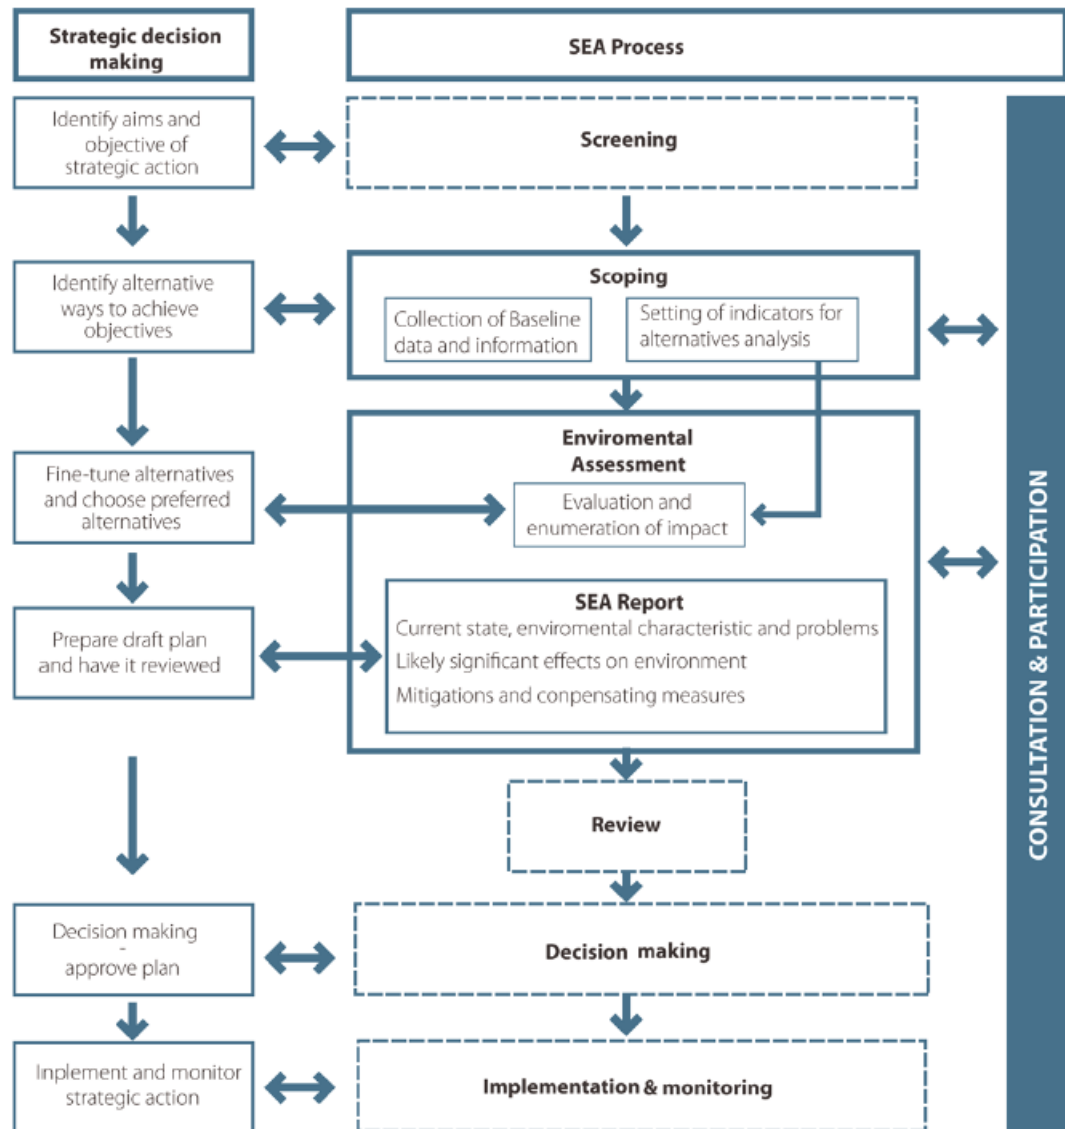 Strategic decision
making
SEA Process
Identify aims and
objective of
strategic action
Screening
Identify alternative
ways to achieve
objectives
Scoping
Collection of Baseline
data and information
Setting of indicators for
alternatives analysis
Fine-tune alternatives
and choose preferred
alternatives
Enviromental
Assessment
Evaluation and
enumeration of impact
Prepare draft plan
and have it reviewed
SEA Report
Current state, enviromental characteristic and problems
Likely significant effects on environment
Mitigations and conpensating measures
Review
Decision making
-
approve plan
Decision making
Inplement and monitor
strategic action
Implementation & monitoring
CONSULTATION & PARTICIPATION